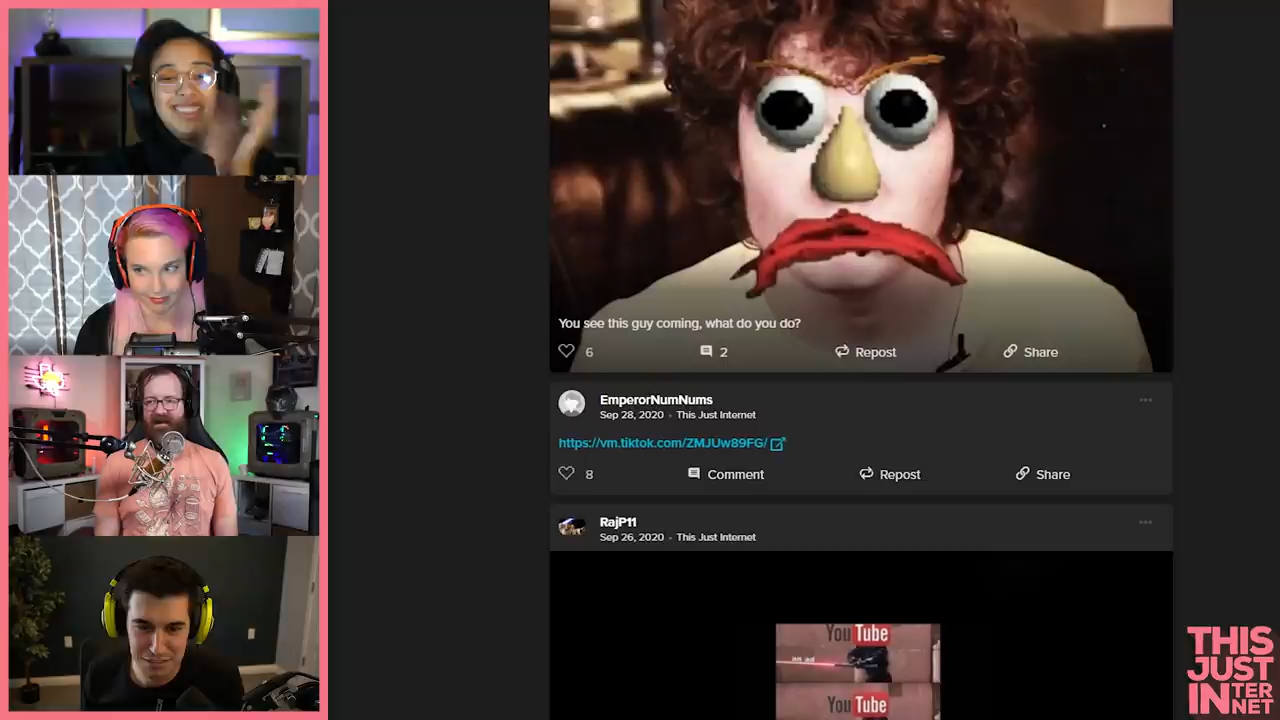 You see this guy coming, what do you do?
6
2
Repost
Share
EmperorNumNums
Sep 28, 2020 • This Just Internet
https://vm.tiktok.com/ZMJUw89FG/
8
Comment
Repost
Share
RajP11
Sep 26, 2020 • This Just Internet
YouTube
an ad
YouTube
THIS
JUST
INTER
NET